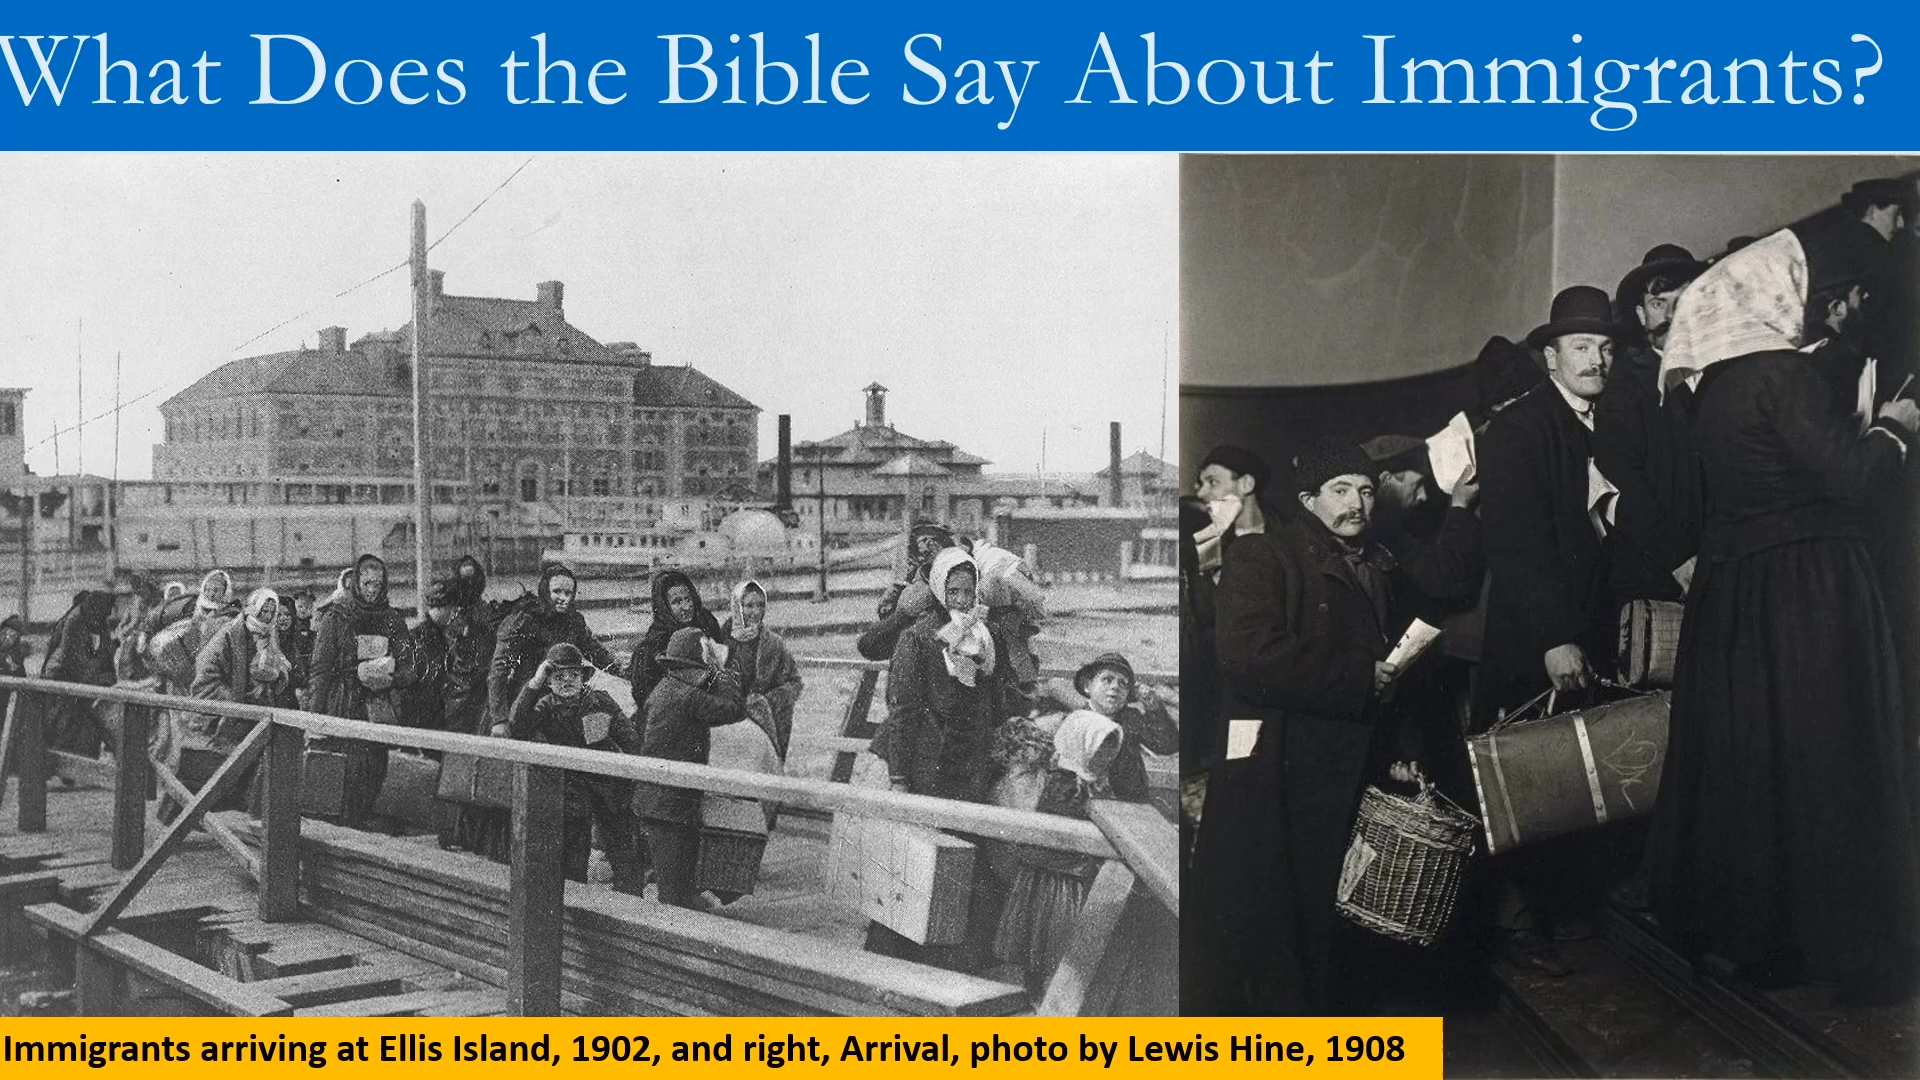 What Does the Bible Say About Immigrants?
Immigrants arriving at Ellis Island, 1902, and right, Arrival, photo by Lewis Hine, 1908